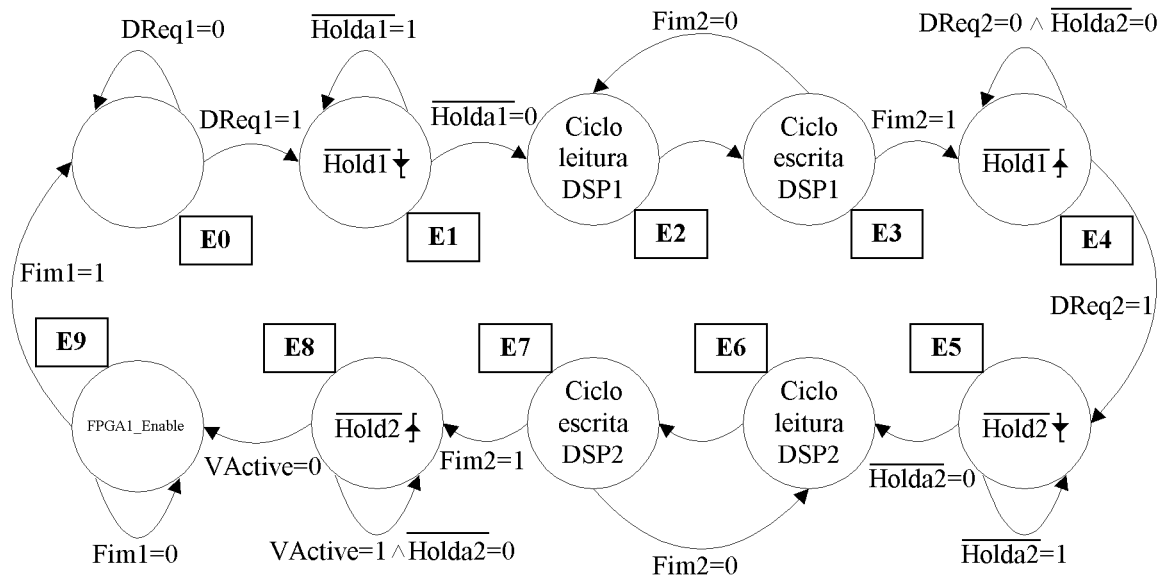 DReq1=0
Holda1=1
Fim2=0
DReq2=0 ∧ Holda2=0
DReq1=1
Hold1
Holda1=0
Ciclo
leitura
DSP1
Ciclo
escrita
DSP1
Fim2=1
Hold1
E0
E1
E2
E3
E4
Fim1=1
DReq2=1
E9
E8
E7
E6
E5
FPGA1_Enable
VActive=0
Hold2
Fim2=1
Ciclo
escrita
DSP2
Ciclo
leitura
DSP2
Holda2=0
Hold2
Fim1=0
VActive=1 ∧ Holda2=0
Fim2=0
Holda2=1